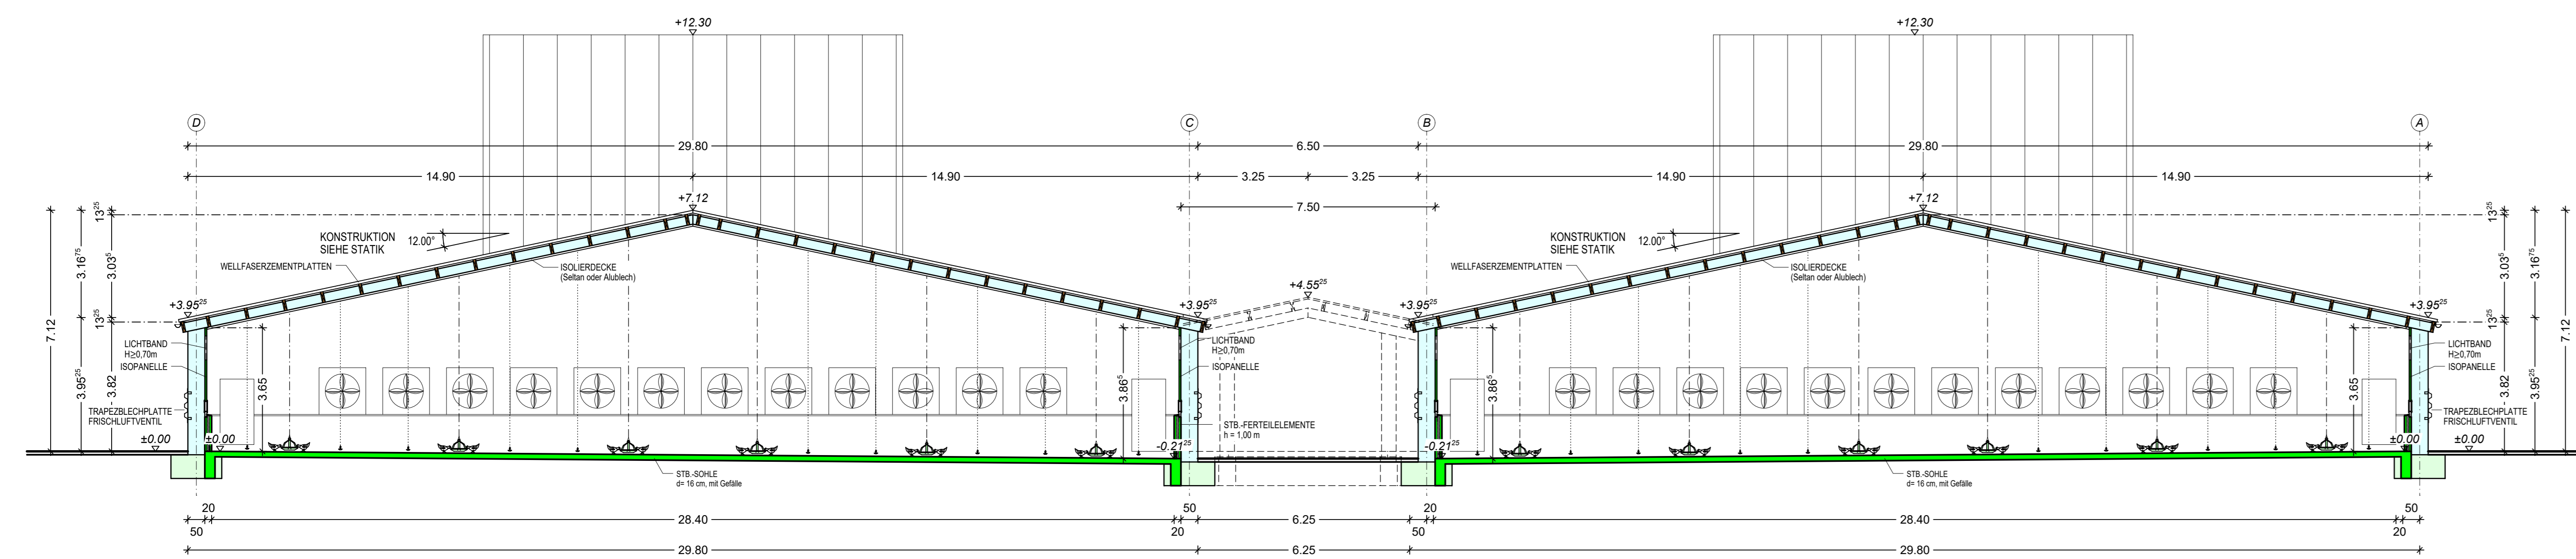 +12.30
+12.30
D
C
B
A
29.80
6.50
29.80
14.90
14.90
3.25
3.25
14.90
14.90
+7.12
7.50
+7.12
13²⁵
13²⁵
KONSTRUKTION
SIEHE STATIK
12.00°
KONSTRUKTION
SIEHE STATIK
12.00°
WELLFASERZEMENTPLATTEN
ISOLIERDECKE
(Seltan oder Alublech)
WELLFASERZEMENTPLATTEN
ISOLIERDECKE
(Seltan oder Alublech)
3.16⁷⁵
3.03⁵
3.03⁵
3.16⁷⁵
+4.55²⁵
+3.95²⁵
+3.95²⁵
+3.95²⁵
+3.95²⁵
7.12
13²⁵
13²⁵
7.12
LICHTBAND
H≥0,70m
ISOPANELLE
LICHTBAND
H≥0,70m
ISOPANELLE
LICHTBAND
H≥0,70m
ISOPANELLE
3.95²⁵
3.82
3.65
3.86⁵
3.86⁵
3.65
3.82
3.95²⁵
TRAPEZBLECHPLATTE
FRISCHLUFTVENTIL
STB.-FERTEILELEMENTE
h = 1,00 m
TRAPEZBLECHPLATTE
FRISCHLUFTVENTIL
±0.00
±0.00
-0.21²⁵
-0.21²⁵
±0.00
±0.00
STB.-SOHLE
d= 16 cm, mit Gefälle
STB.-SOHLE
d= 16 cm, mit Gefälle
20
50
20
50
28.40
6.25
28.40
50
20
50
20
29.80
6.25
29.80